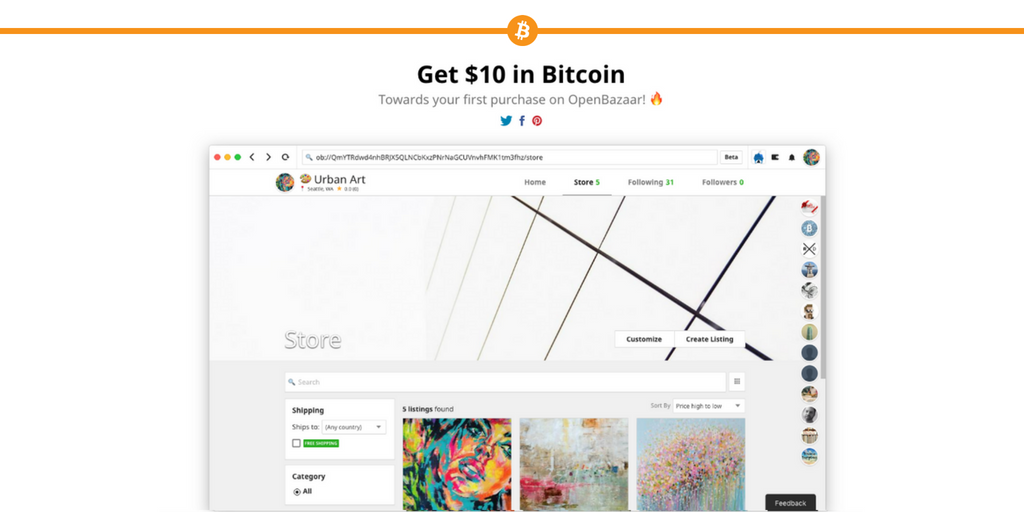 Get $10 in Bitcoin
Towards your first purchase on OpenBazaar! 🔥
ob://QmYTRdwd4nhBRJX5QLNCbKxzPNrNaGCUVnvhFMK1tm3fhz/store
Beta
Urban Art
Seattle, WA 0.0 (0)
Home Store 5 Following 31 Followers 0
Store
Customize Create Listing
Search
Shipping
Ships to: (Any country)
FREE SHIPPING
Category
All
5 listings found
Sort By Price high to low
Feedback